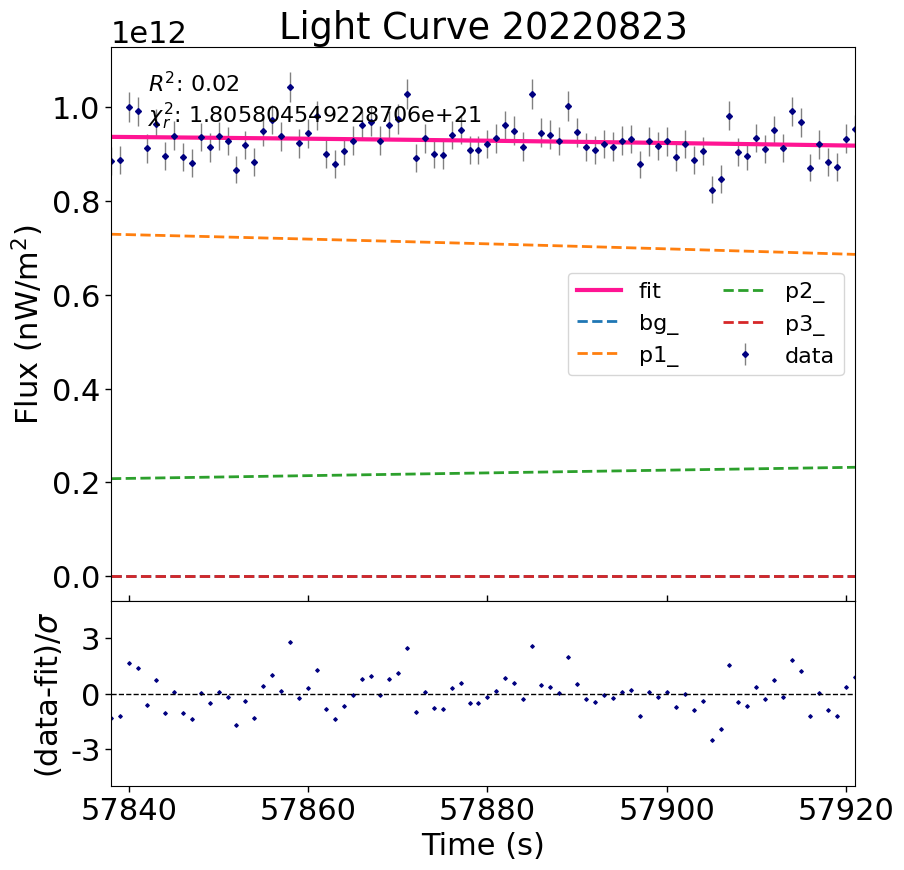 Light Curve 20220823
1e12
R²: 0.02
χ²ᵣ: 1.805804549228706e+21
Flux (nW/m²)
1.0
0.8
0.6
0.4
0.2
0.0
fit
bg_
p1_
p2_
p3_
data
(data-fit)/σ
3
0
-3
57840 57860 57880 57900 57920
Time (s)